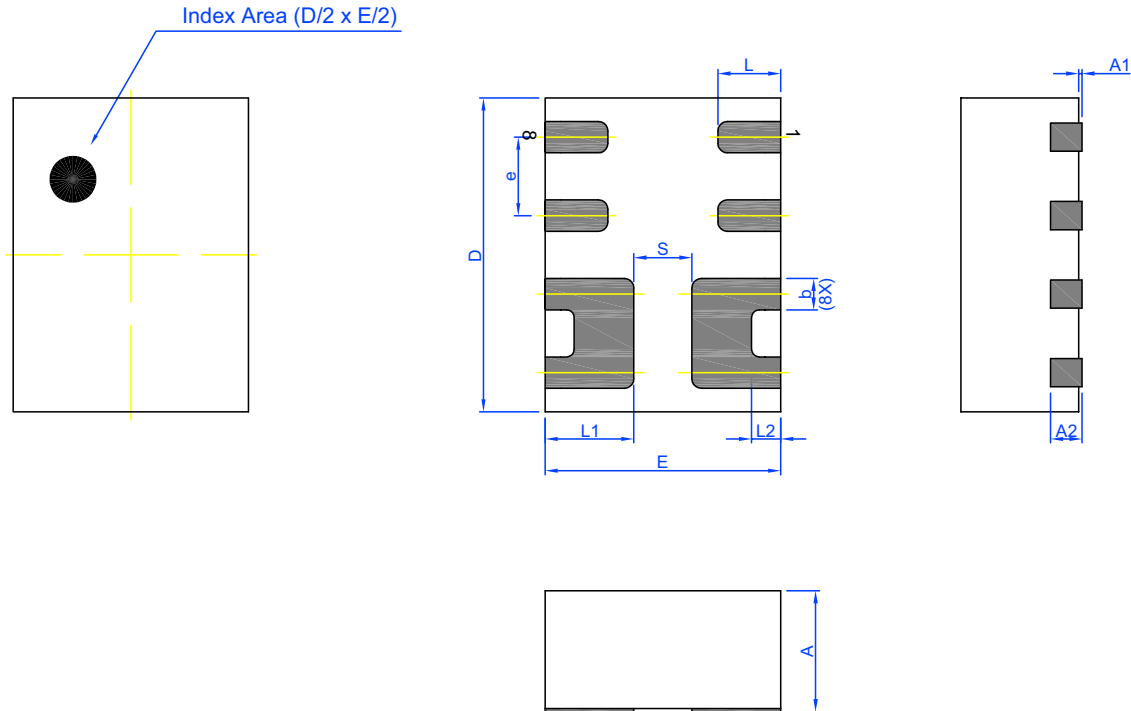 Index Area (D/2 x E/2)
L
A1
8
1
e
D
S
b
(8X)
L1
L2
A2
E
A